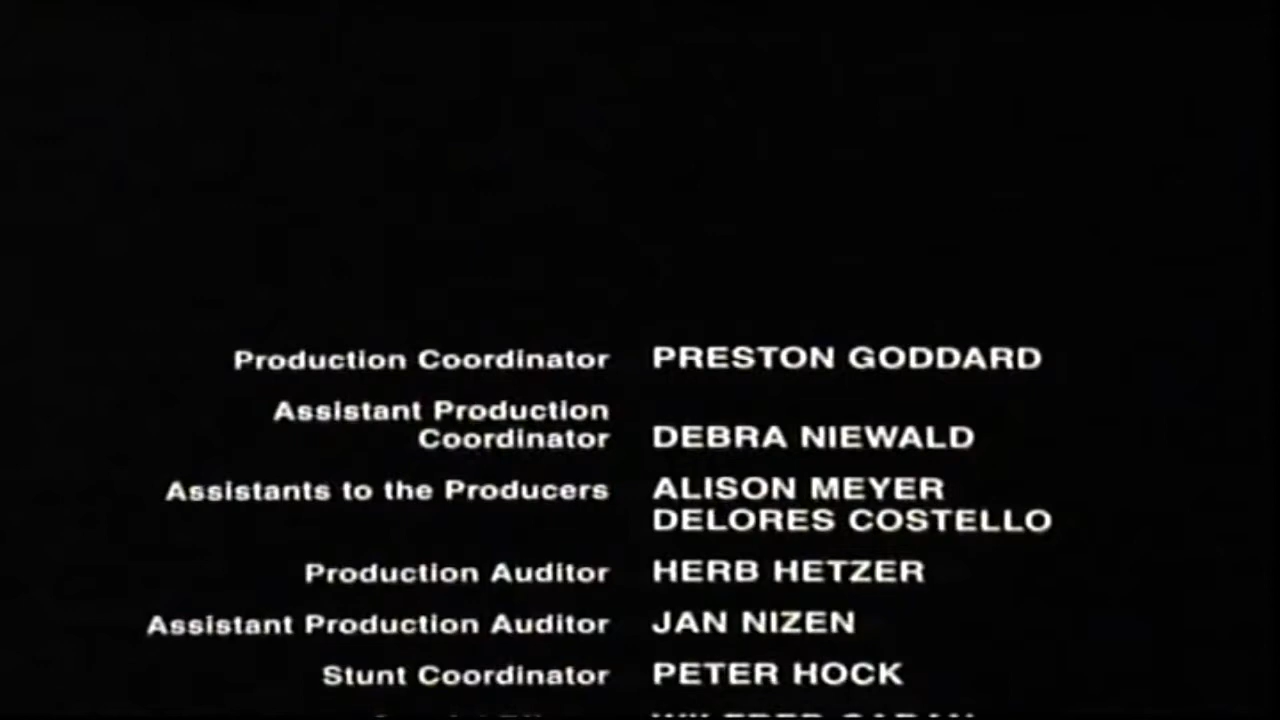 Production Coordinator PRESTON GODDARD
Assistant Production
Coordinator DEBRA NIEWALD
Assistants to the Producers ALISON MEYER
DELORES COSTELLO
Production Auditor HERB HETZER
Assistant Production Auditor JAN NIZEN
Stunt Coordinator PETER HOCK